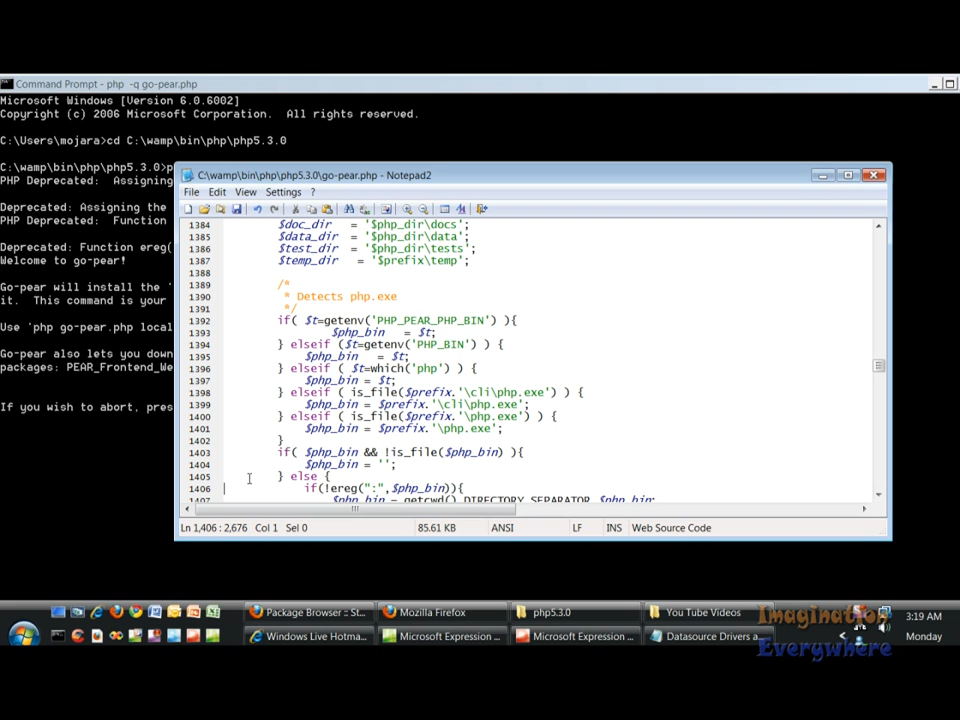 Command Prompt - php -q go-pear.php
Microsoft Windows [Version 6.0.6002]
Copyright (c) 2006 Microsoft Corporation. All rights reserved.
C:\Users\mojara>cd C:\wamp\bin\php\php5.3.0
C:\wamp\bin\php\php5.3.0>p
PHP Deprecated: Assigning
Deprecated: Assigning the
PHP Deprecated: Function
Deprecated: Function ereg(
Welcome to go-pear!
Go-pear will install the '
it. This command is your
Use 'php go-pear.php local
Go-pear also lets you down
packages: PEAR_Frontend_We
If you wish to abort, pres
C:\wamp\bin\php\php5.3.0\go-pear.php - Notepad2
File Edit View Settings ?
1384 $doc_dir = '$php_dir\docs';
1385 $data_dir = '$php_dir\data';
1386 $test_dir = '$php_dir\tests';
1387 $temp_dir = '$prefix\temp';
1388
1389 /*
1390 * Detects php.exe
1391 */
1392 if( $t=getenv('PHP_PEAR_PHP_BIN') ){
1393 $php_bin = $t;
1394 } elseif ($t=getenv('PHP_BIN') ) {
1395 $php_bin = $t;
1396 } elseif ( $t=which('php') ) {
1397 $php_bin = $t;
1398 } elseif ( is_file($prefix.'\cli\php.exe') ) {
1399 $php_bin = $prefix.'\cli\php.exe';
1400 } elseif ( is_file($prefix.'\php.exe') ) {
1401 $php_bin = $prefix.'\php.exe';
1402 }
1403 if( $php_bin && !is_file($php_bin) ){
1404 $php_bin = '';
1405 } else {
1406 if(!ereg(":",$php_bin)){
1407 $php_bin = getcwd().DIRECTORY_SEPARATOR.$php_bin;
Ln 1,406 : 2,676 Col 1 Sel 0 85.61 KB ANSI LF INS Web Source Code
Package Browser :: St... Mozilla Firefox php5.3.0 You Tube Videos 3:19 AM
Windows Live Hotma... Microsoft Expression ... Microsoft Expression ... Datasource Drivers a... Monday
Imagination
Everywhere